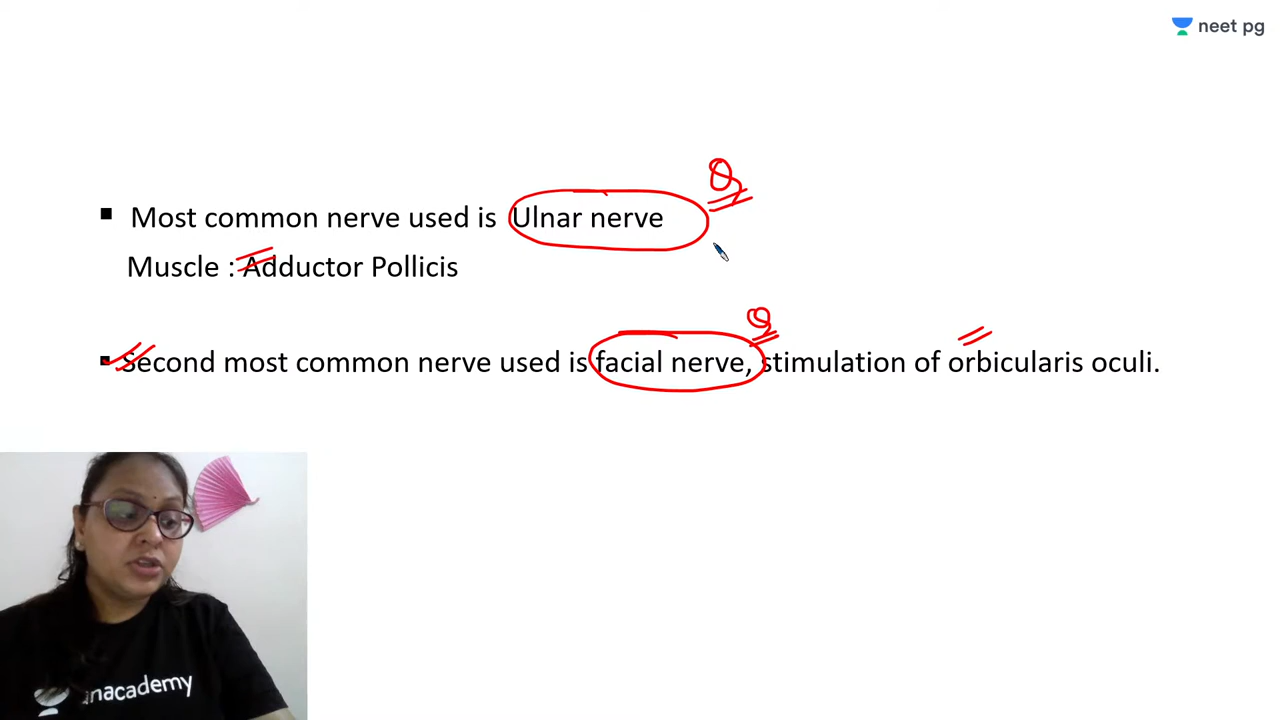 neet pg
Most common nerve used is Ulnar nerve
Q
Muscle : Adductor Pollicis
Q
Second most common nerve used is facial nerve, stimulation of orbicularis oculi.
unacademy